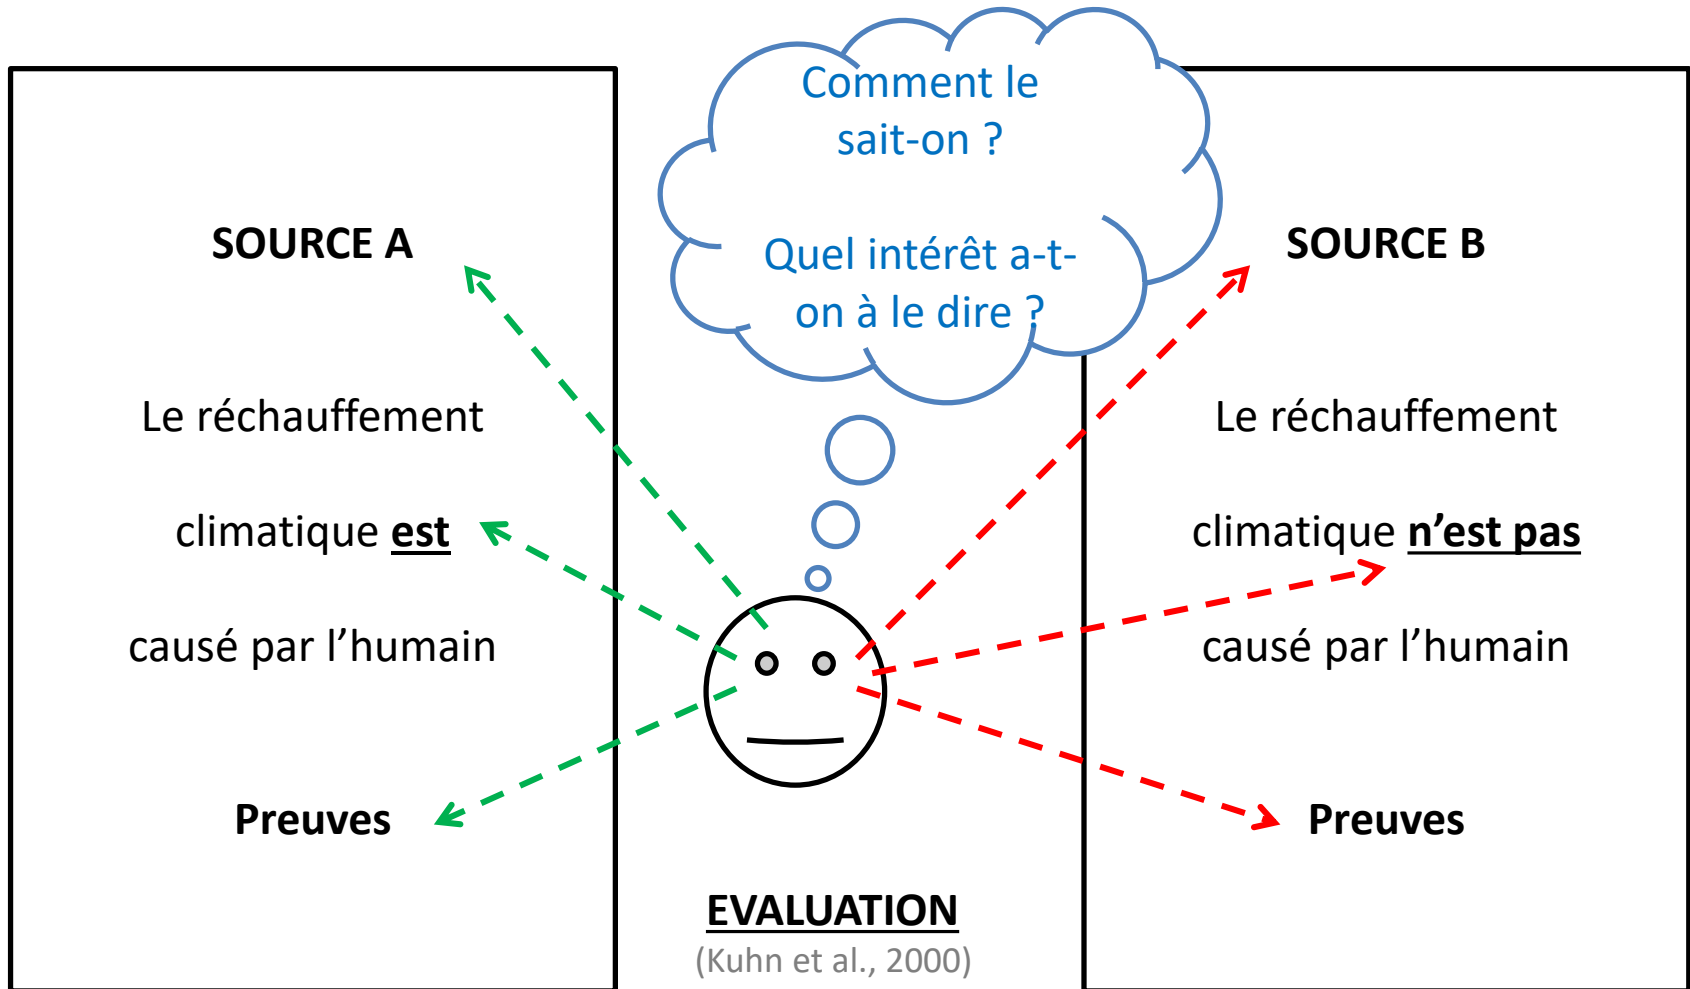 Comment le
sait-on ?
Quel intérêt a-t-
on à le dire ?
SOURCE A
Le réchauffement
climatique est
causé par l’humain
Preuves
SOURCE B
Le réchauffement
climatique n’est pas
causé par l’humain
Preuves
EVALUATION
(Kuhn et al., 2000)